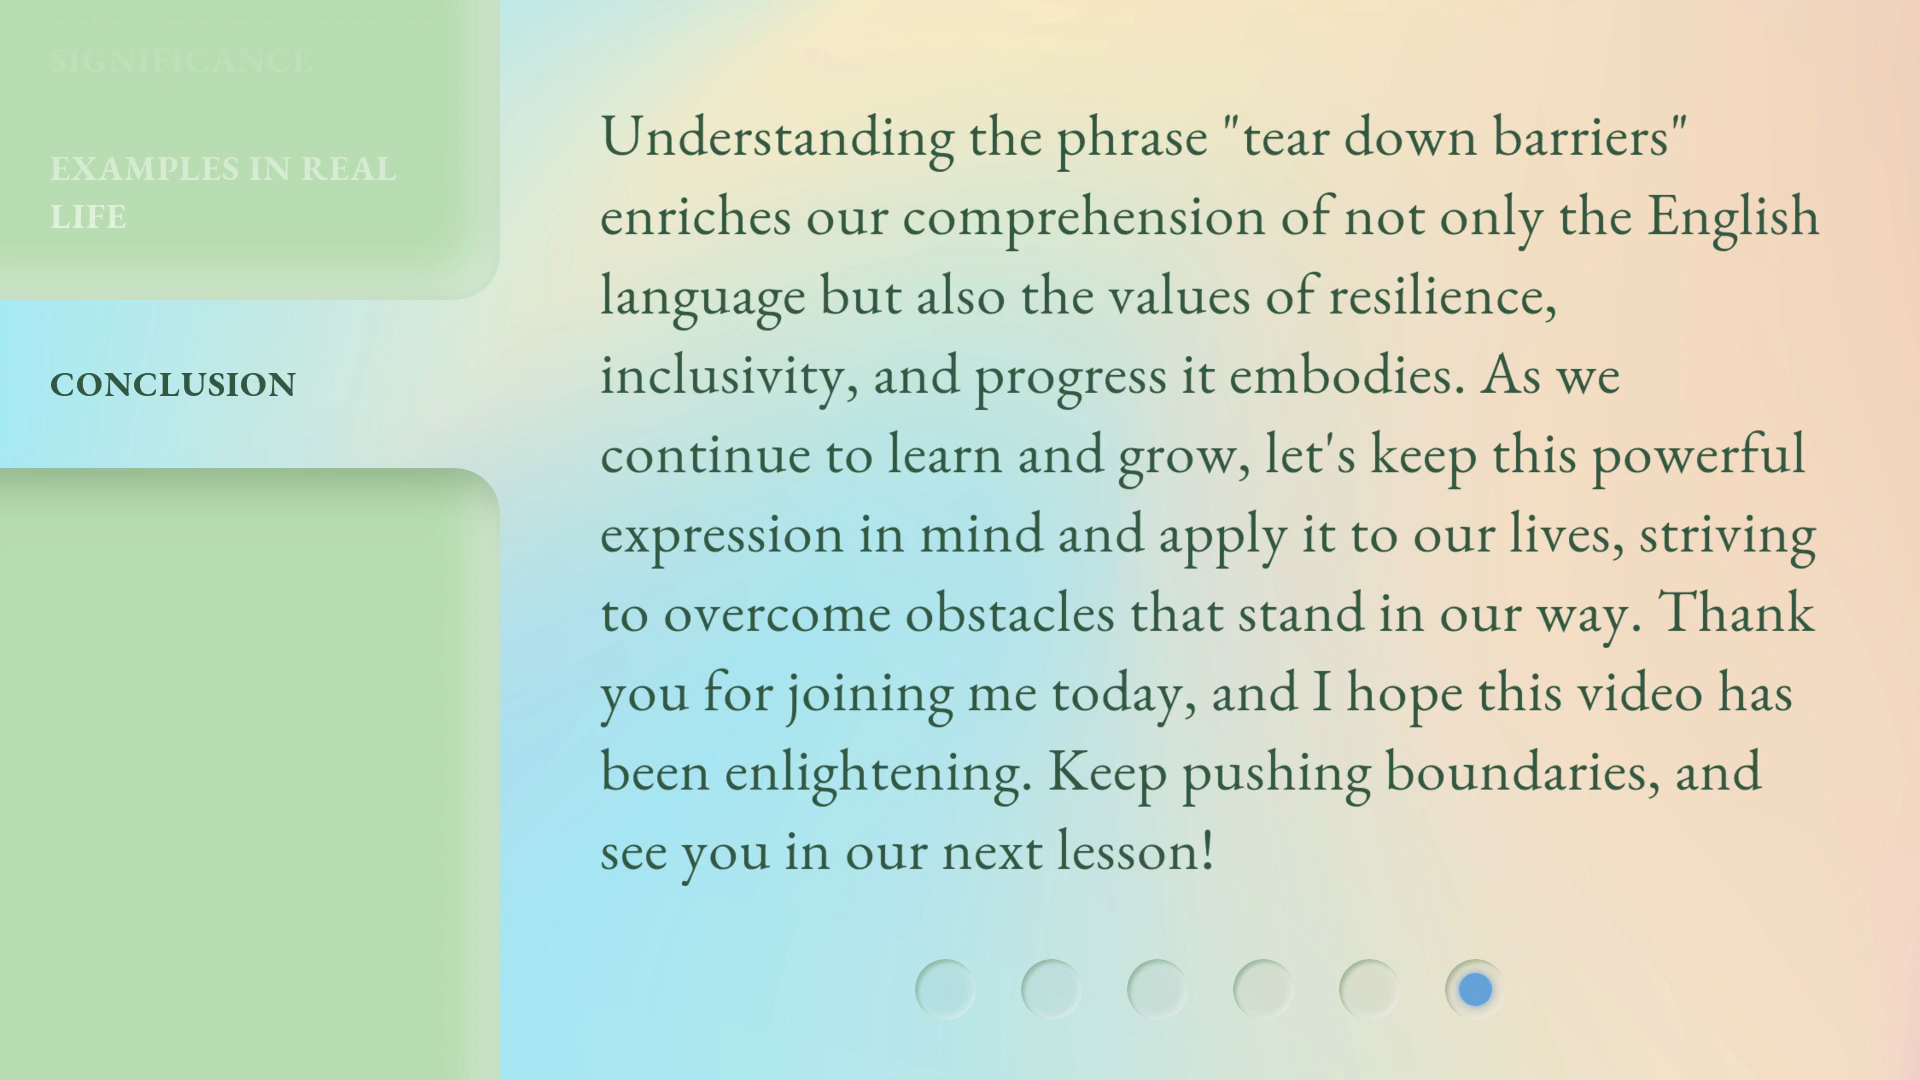 SIGNIFICANCE
EXAMPLES IN REAL
LIFE
CONCLUSION
Understanding the phrase "tear down barriers"
enriches our comprehension of not only the English
language but also the values of resilience,
inclusivity, and progress it embodies. As we
continue to learn and grow, let's keep this powerful
expression in mind and apply it to our lives, striving
to overcome obstacles that stand in our way. Thank
you for joining me today, and I hope this video has
been enlightening. Keep pushing boundaries, and
see you in our next lesson!